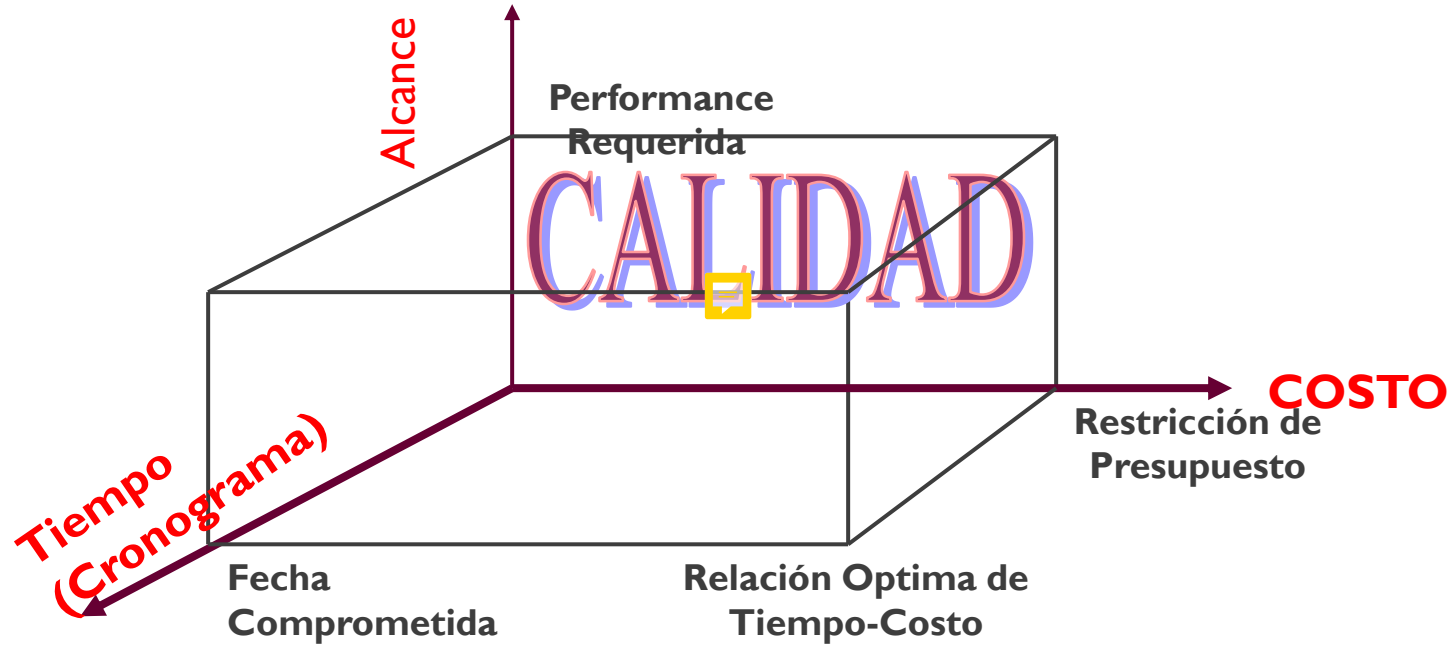 Alcance
Performance
Requerida
CALIDAD
COSTO
Restricción de
Presupuesto
Tiempo
(Cronograma)
Fecha
Comprometida
Relación Optima de
Tiempo-Costo